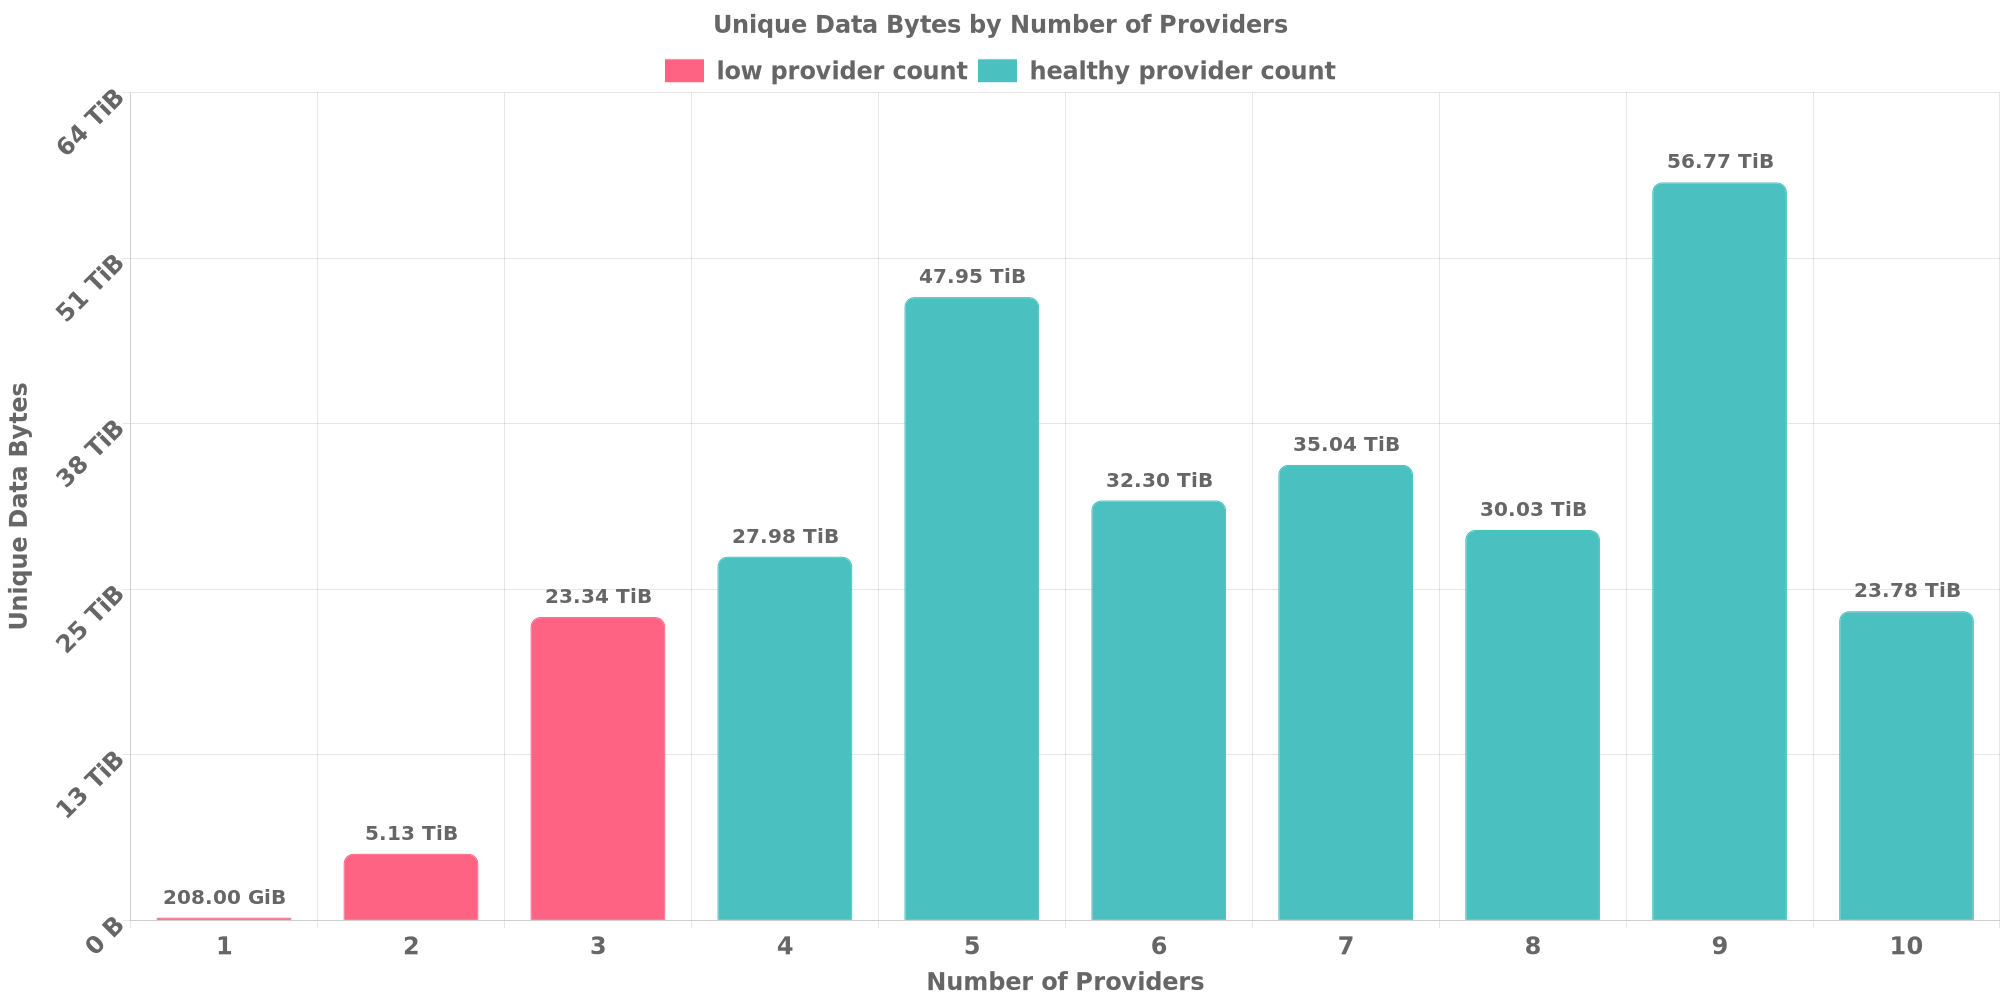 Unique Data Bytes by Number of Providers
low provider count healthy provider count
64 TiB
51 TiB
38 TiB
25 TiB
13 TiB
0 B
Unique Data Bytes
208.00 GiB
5.13 TiB
23.34 TiB
27.98 TiB
47.95 TiB
32.30 TiB
35.04 TiB
30.03 TiB
56.77 TiB
23.78 TiB
1 2 3 4 5 6 7 8 9 10
Number of Providers